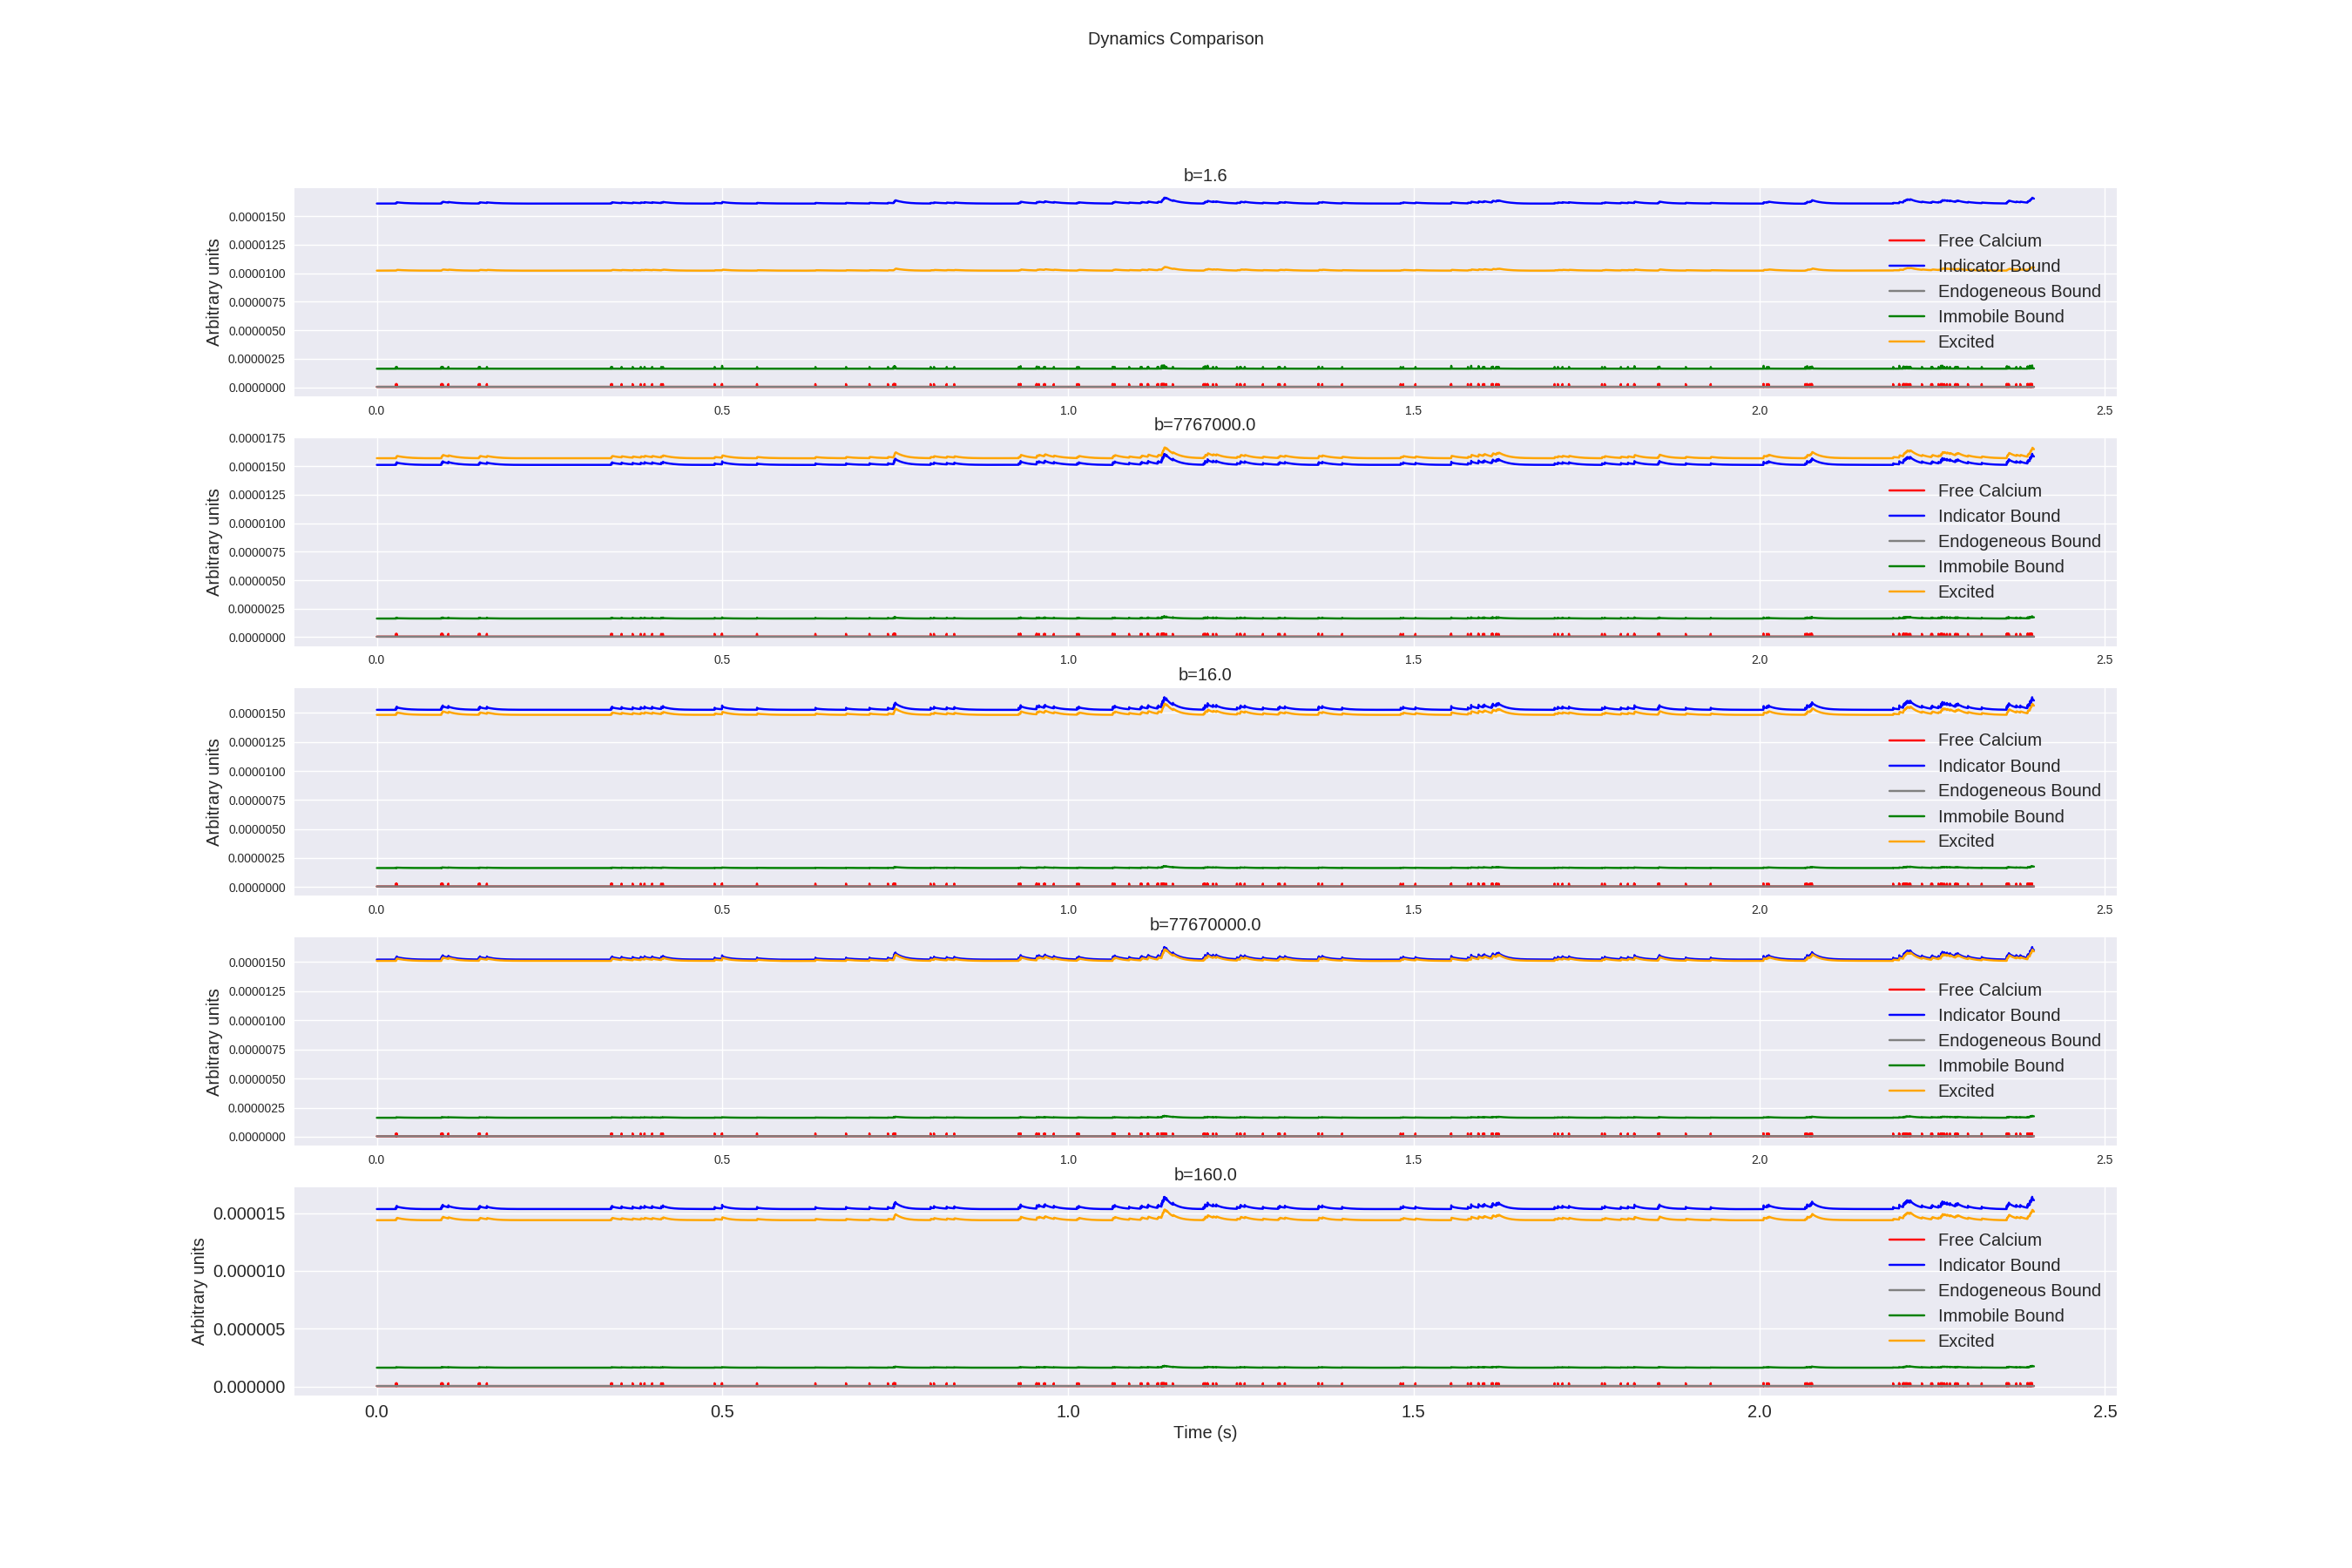 Dynamics Comparison
b=1.6
Arbitrary units
0.0000150
0.0000125
0.0000100
0.0000075
0.0000050
0.0000025
0.0000000
Free Calcium
Indicator Bound
Endogeneous Bound
Immobile Bound
Excited
0.0 0.5 1.0 1.5 2.0 2.5
b=7767000.0
Arbitrary units
0.0000175
0.0000150
0.0000125
0.0000100
0.0000075
0.0000050
0.0000025
0.0000000
Free Calcium
Indicator Bound
Endogeneous Bound
Immobile Bound
Excited
0.0 0.5 1.0 1.5 2.0 2.5
b=16.0
Arbitrary units
0.0000150
0.0000125
0.0000100
0.0000075
0.0000050
0.0000025
0.0000000
Free Calcium
Indicator Bound
Endogeneous Bound
Immobile Bound
Excited
0.0 0.5 1.0 1.5 2.0 2.5
b=77670000.0
Arbitrary units
0.0000150
0.0000125
0.0000100
0.0000075
0.0000050
0.0000025
0.0000000
Free Calcium
Indicator Bound
Endogeneous Bound
Immobile Bound
Excited
0.0 0.5 1.0 1.5 2.0 2.5
b=160.0
Arbitrary units
0.000015
0.000010
0.000005
0.000000
Free Calcium
Indicator Bound
Endogeneous Bound
Immobile Bound
Excited
0.0 0.5 1.0 1.5 2.0 2.5
Time (s)